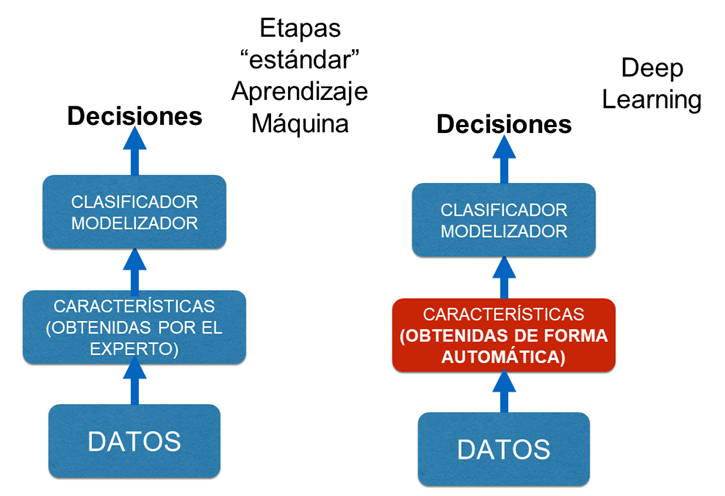 Etapas
“estándar”
Aprendizaje
Máquina
Decisiones
CLASIFICADOR
MODELIZADOR
CARACTERÍSTICAS
(OBTENIDAS POR EL
EXPERTO)
DATOS
Deep
Learning
Decisiones
CLASIFICADOR
MODELIZADOR
CARACTERÍSTICAS
(OBTENIDAS DE FORMA
AUTOMÁTICA)
DATOS